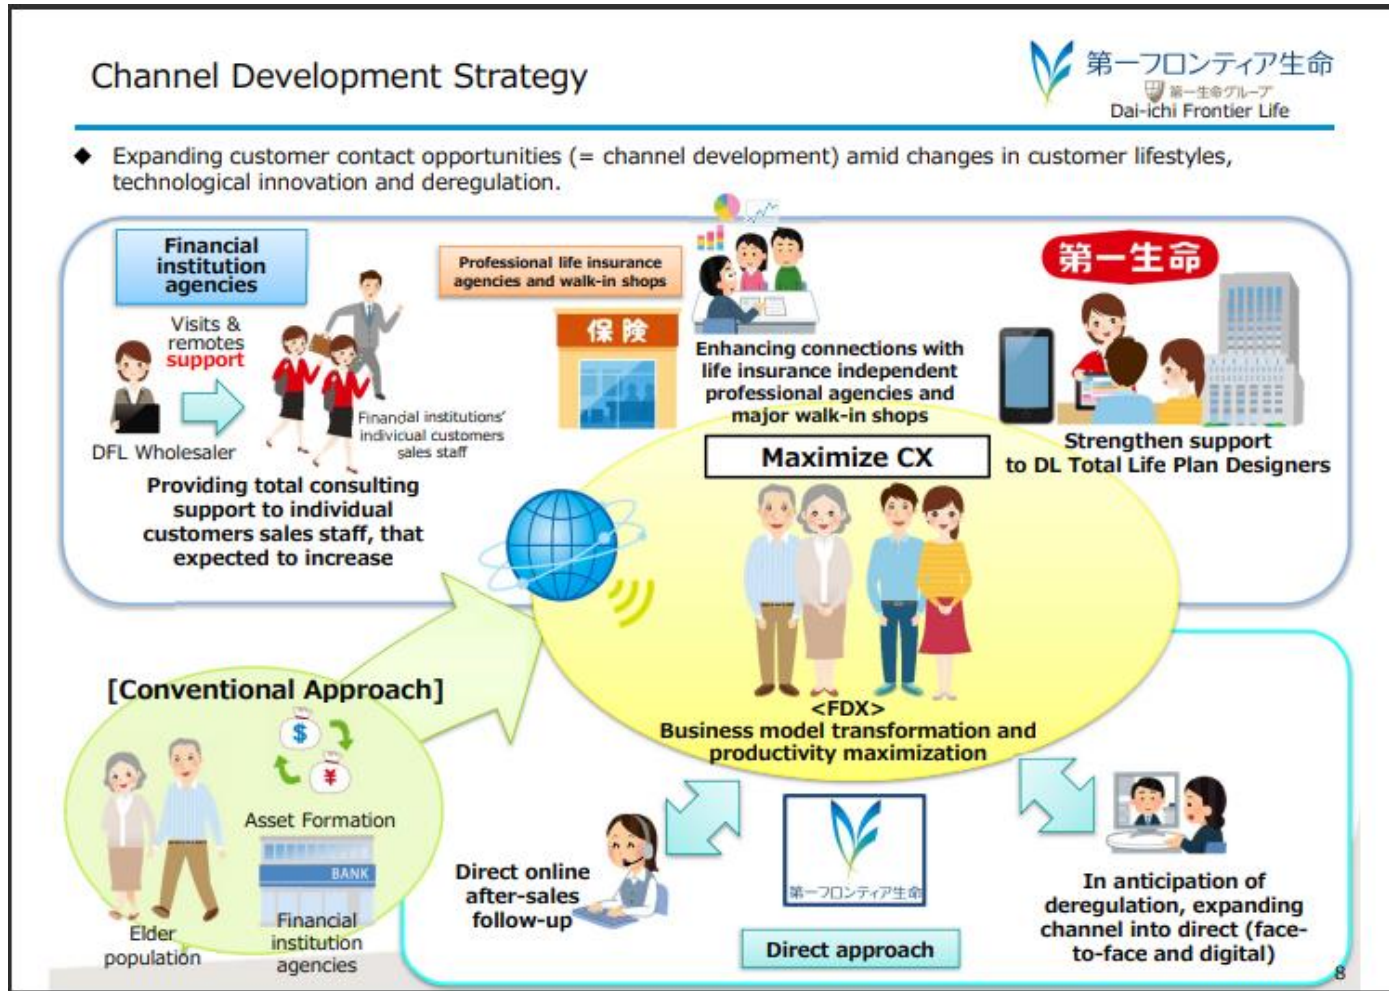 Channel Development Strategy
第一フロンティア生命
第一生命グループ
Dai-ichi Frontier Life
◆ Expanding customer contact opportunities (= channel development) amid changes in customer lifestyles,
technological innovation and deregulation.
Financial
institution
agencies
Visits &
remotes
support
DFL Wholesaler
Financial institutions'
individual customers
sales staff
Providing total consulting
support to individual
customers sales staff, that
expected to increase
Professional life insurance
agencies and walk-in shops
保険
Enhancing connections with
life insurance independent
professional agencies and
major walk-in shops
第一生命
Strengthen support
to DL Total Life Plan Designers
Maximize CX
<FDX>
Business model transformation and
productivity maximization
[Conventional Approach]
$
¥
Asset Formation
BANK
Elder
population
Financial
institution
agencies
Direct online
after-sales
follow-up
第一フロンティア生命
Direct approach
In anticipation of
deregulation, expanding
channel into direct (face-
to-face and digital)
8